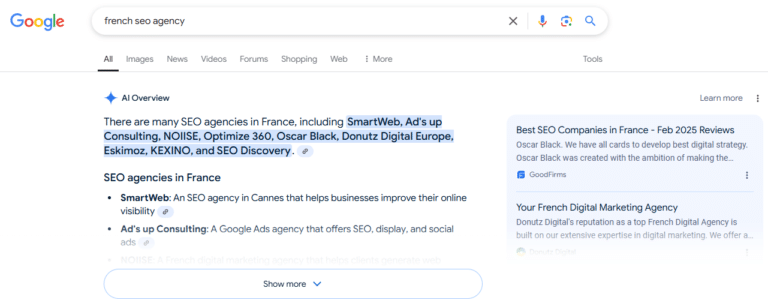 Google
french seo agency
All Images News Videos Forums Shopping Web More Tools
AI Overview
Learn more
There are many SEO agencies in France, including SmartWeb, Ad's up
Consulting, NOIISE, Optimize 360, Oscar Black, Donutz Digital Europe,
Eskimoz, KEXINO, and SEO Discovery.
SEO agencies in France
SmartWeb: An SEO agency in Cannes that helps businesses improve their online
visibility
Ad's up Consulting: A Google Ads agency that offers SEO, display, and social
ads
NOIISE: A French digital marketing agency that helps clients
Show more
Best SEO Companies in France - Feb 2025 Reviews
Oscar Black. We have all cards to develop best digital strategy.
Oscar Black was created with the ambition of making the...
GoodFirms
Your French Digital Marketing Agency
Donutz Digital's reputation as a top French Digital Agency is
built on our extensive expertise in digital marketing. We offer a...
Donutz Digital